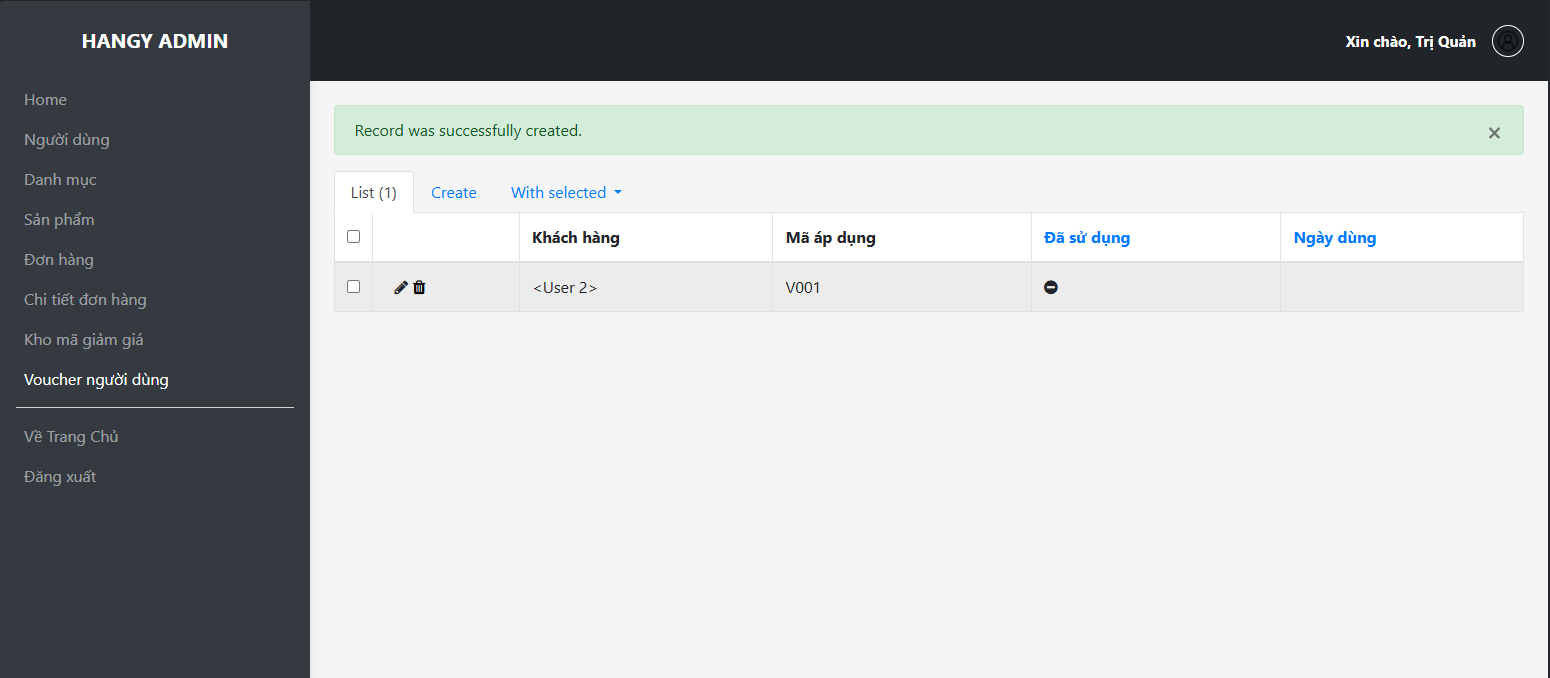 HANGY ADMIN
Home
Người dùng
Danh mục
Sản phẩm
Đơn hàng
Chi tiết đơn hàng
Kho mã giảm giá
Voucher người dùng
Về Trang Chủ
Đăng xuất
Xin chào, Trị Quản
Record was successfully created. ×
List (1) Create With selected
Khách hàng Mã áp dụng Đã sử dụng Ngày dùng
<User 2> V001